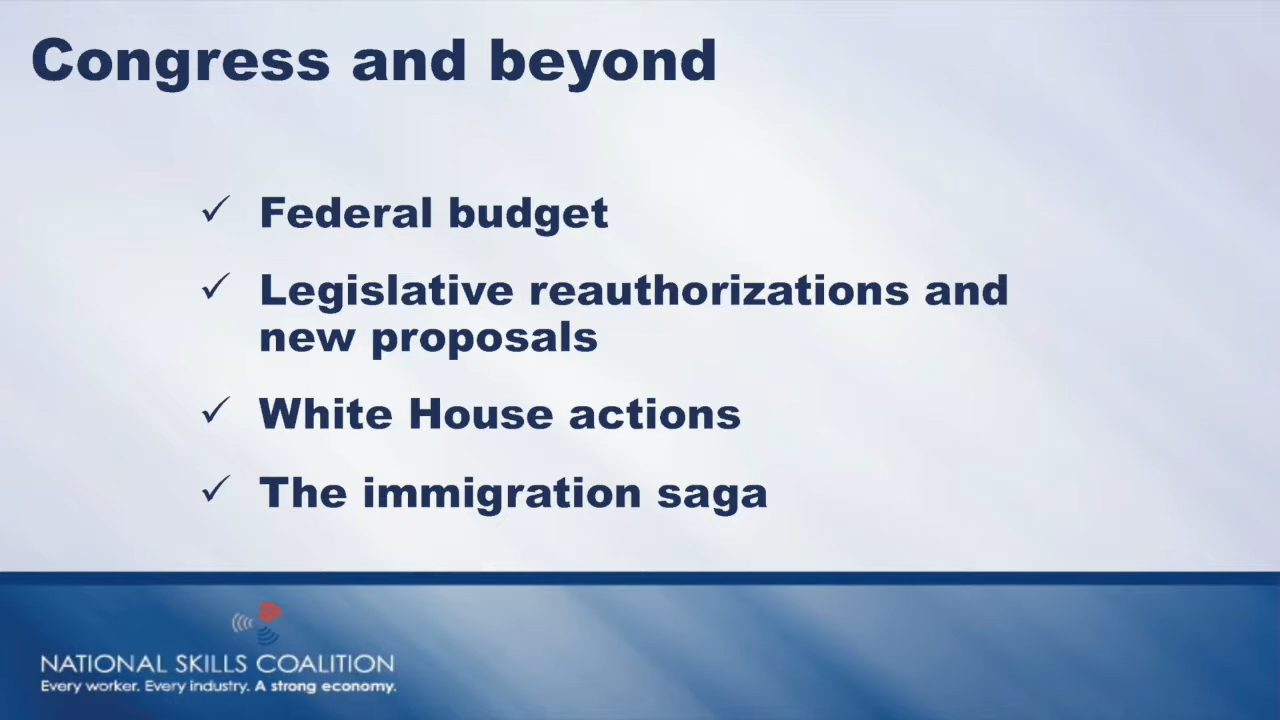 Congress and beyond
✓ Federal budget
✓ Legislative reauthorizations and
new proposals
✓ White House actions
✓ The immigration saga
NATIONAL SKILLS COALITION
Every worker. Every industry. A strong economy.